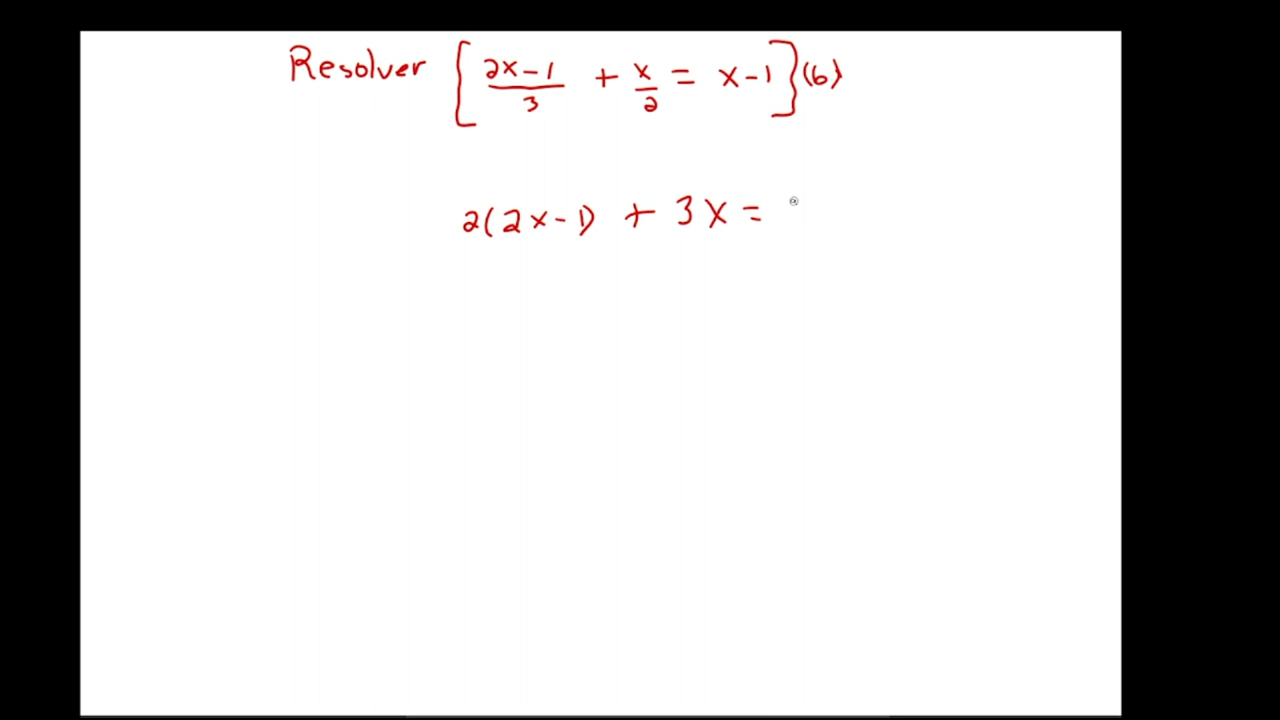 Resolver [ (2x-1)/3 + x/2 = x-1 ] (6)
2(2x-1) + 3x =